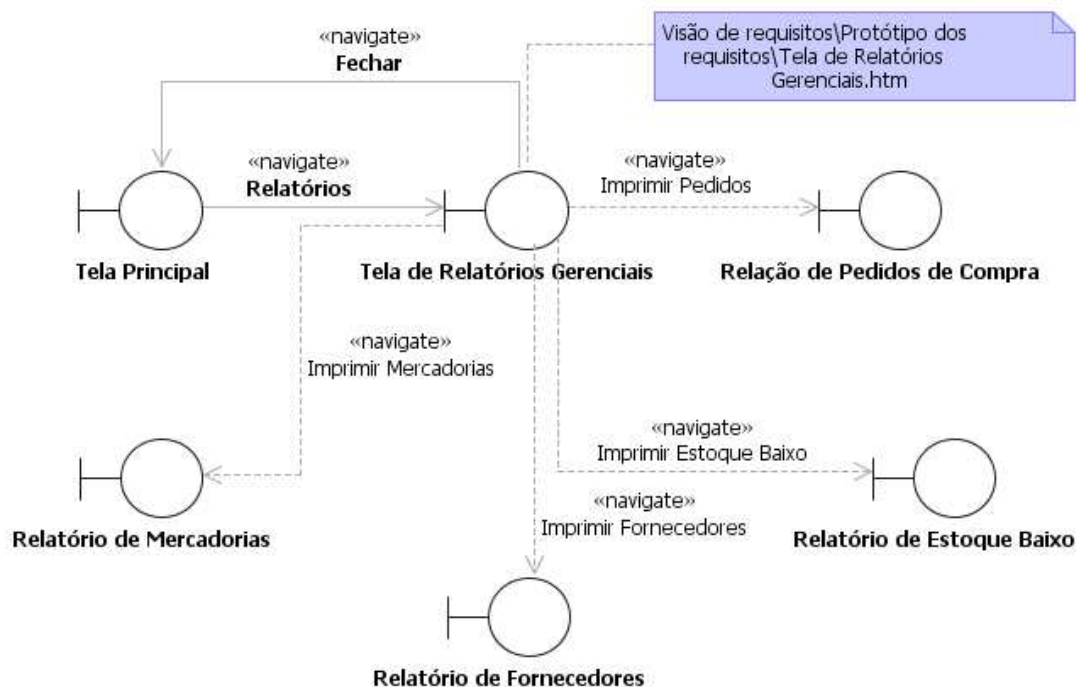 «navigate»
Fechar
Visão de requisitos\Protótipo dos
requisitos\Tela de Relatórios
Gerenciais.htm
«navigate»
Relatórios
«navigate»
Imprimir Pedidos
Tela Principal
Tela de Relatórios Gerenciais
Relação de Pedidos de Compra
«navigate»
Imprimir Mercadorias
«navigate»
Imprimir Estoque Baixo
«navigate»
Imprimir Fornecedores
Relatório de Mercadorias
Relatório de Estoque Baixo
Relatório de Fornecedores